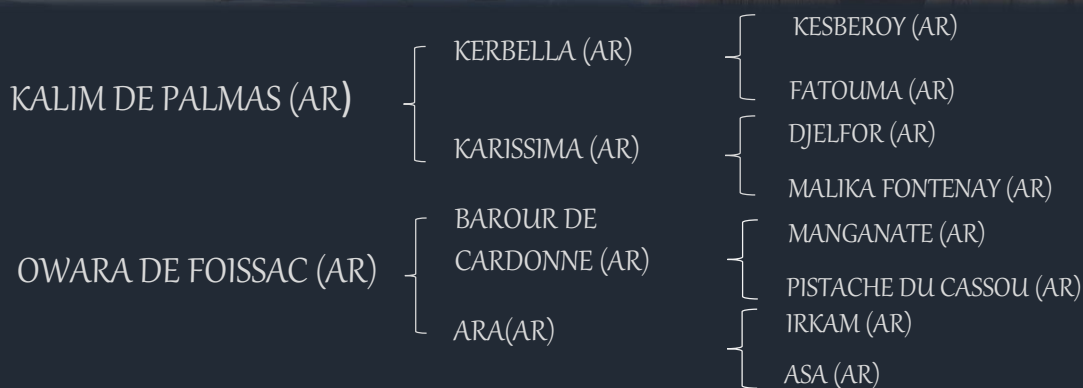 KALIM DE PALMAS (AR)
KERBELLA (AR)
KESBEROY (AR)
FATOUMA (AR)
KARISSIMA (AR)
DJELFOR (AR)
MALIKA FONTENAY (AR)
OWARA DE FOISSAC (AR)
BAROUR DE
CARDONNE (AR)
MANGANATE (AR)
PISTACHE DU CASSOU (AR)
ARA(AR)
IRKAM (AR)
ASA (AR)